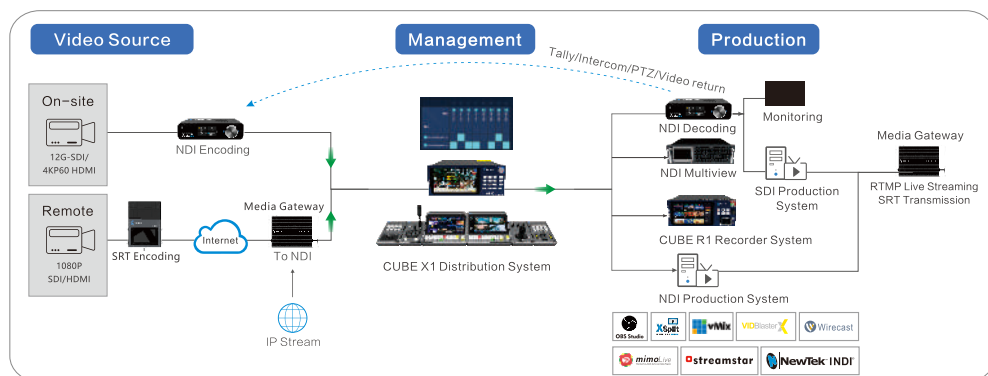 Video Source
Management
Production
Tally/Intercom/PTZ/Video return
On-site
12G-SDI/
4KP60 HDMI
NDI Encoding
Remote
1080P
SDI/HDMI
SRT Encoding
Internet
Media Gateway
To NDI
IP Stream
CUBE X1 Distribution System
NDI Decoding
Monitoring
NDI Multiview
SDI Production
System
Media Gateway
RTMP Live Streaming
SRT Transmission
CUBE R1 Recorder System
NDI Production System
OBS Studio
XSplit
vMix
VIDBlaster X
Wirecast
mimoLive
streamstar
NewTek NDI